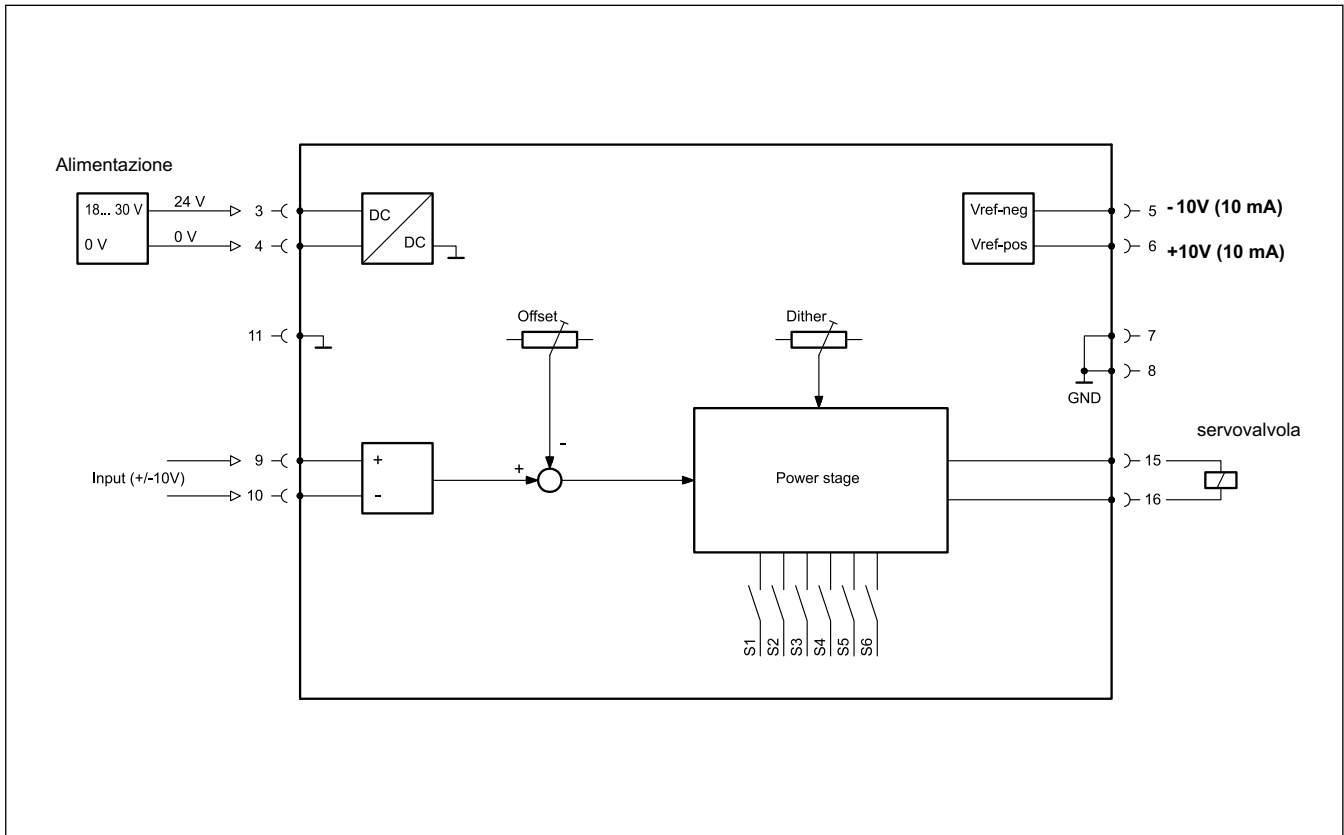 Alimentazione
18... 30 V
24 V
3
0 V
0 V
4
DC
DC
Vref-neg
5
-10V (10 mA)
Vref-pos
6
+10V (10 mA)
11
Offset
Dither
7
8
GND
Input (+/-10V)
9
10
+
-
+
-
Power stage
servovalvola
15
16
S1
S2
S3
S4
S5
S6